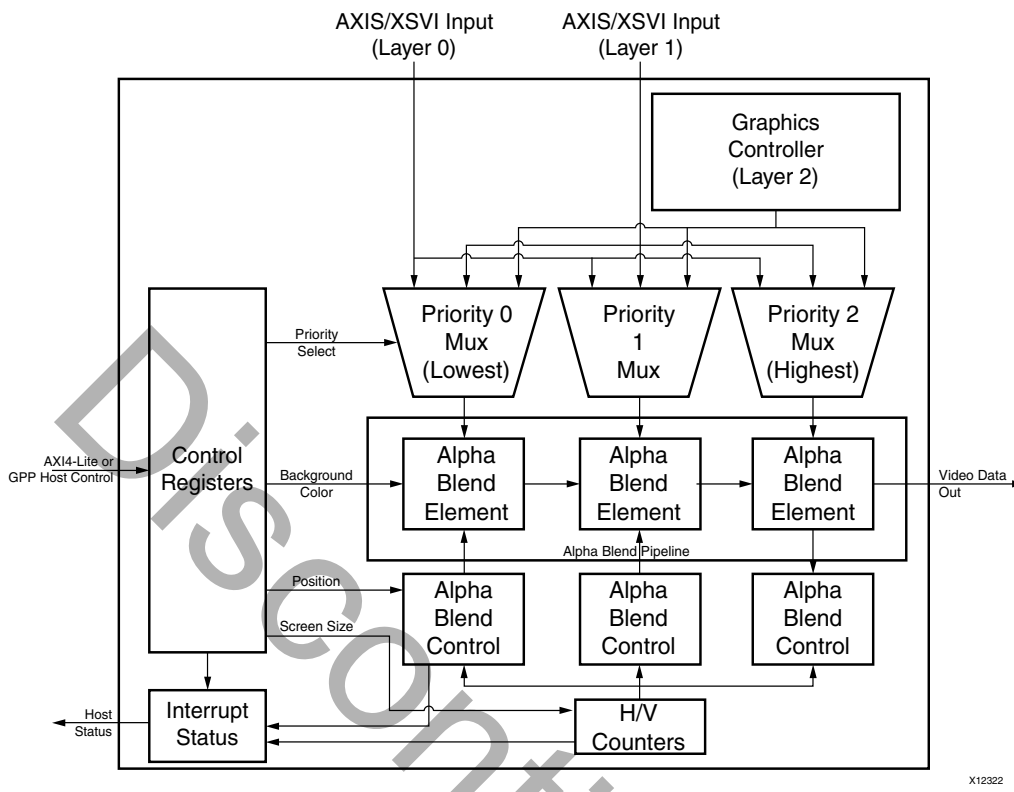 AXIS/XSVI Input
(Layer 0)
AXIS/XSVI Input
(Layer 1)
Graphics
Controller
(Layer 2)
Priority 0
Mux
(Lowest)
Priority
1
Mux
Priority 2
Mux
(Highest)
Priority
Select
Control
Registers
AXI4-Lite or
GPP Host Control
Background
Color
Alpha
Blend
Element
Alpha
Blend
Element
Alpha
Blend
Element
Video Data
Out
Alpha Blend Pipeline
Position
Screen Size
Alpha
Blend
Control
Alpha
Blend
Control
Alpha
Blend
Control
Host
Status
Interrupt
Status
H/V
Counters
X12322